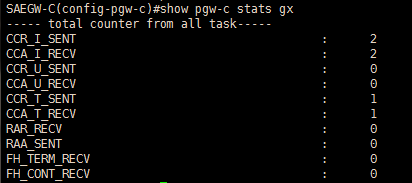 SAEGW-C(config-pgw-c)#show pgw-c stats gx
----- total counter from all task-----
CCR_I_SENT : 2
CCA_I_RECV : 2
CCR_U_SENT : 0
CCA_U_RECV : 0
CCR_T_SENT : 1
CCA_T_RECV : 1
RAR_RECV : 0
RAA_SENT : 0
FH_TERM_RECV : 0
FH_CONT_RECV : 0